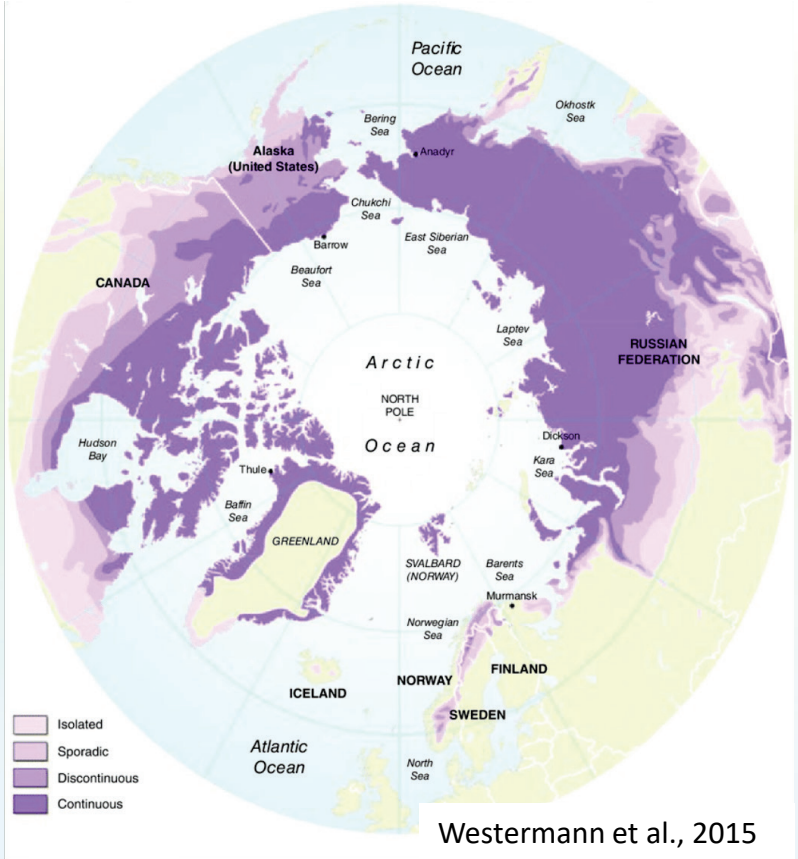 Pacific
Ocean
Okhostk
Sea
Bering
Sea
Alaska
(United States)
Anadyr
Chukchi
Sea
East Siberian
Sea
Barrow
Beaufort
Sea
CANADA
Laptev
Sea
RUSSIAN
FEDERATION
Arctic
NORTH
POLE
Ocean
Hudson
Bay
Dickson
Kara
Sea
Thule
Baffin
Sea
GREENLAND
SVALBARD
(NORWAY)
Barents
Sea
Murmansk
Norwegian
Sea
ICELAND
NORWAY
FINLAND
SWEDEN
Atlantic
Ocean
North
Sea
Isolated
Sporadic
Discontinuous
Continuous
Westermann et al., 2015